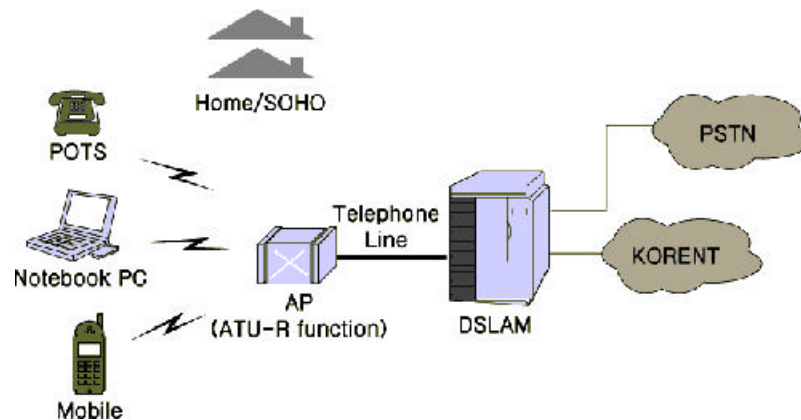 Home/SOHO
POTS
PSTN
Telephone
Line
Notebook PC
KORENT
AP
(ATU-R function)
DSLAM
Mobile